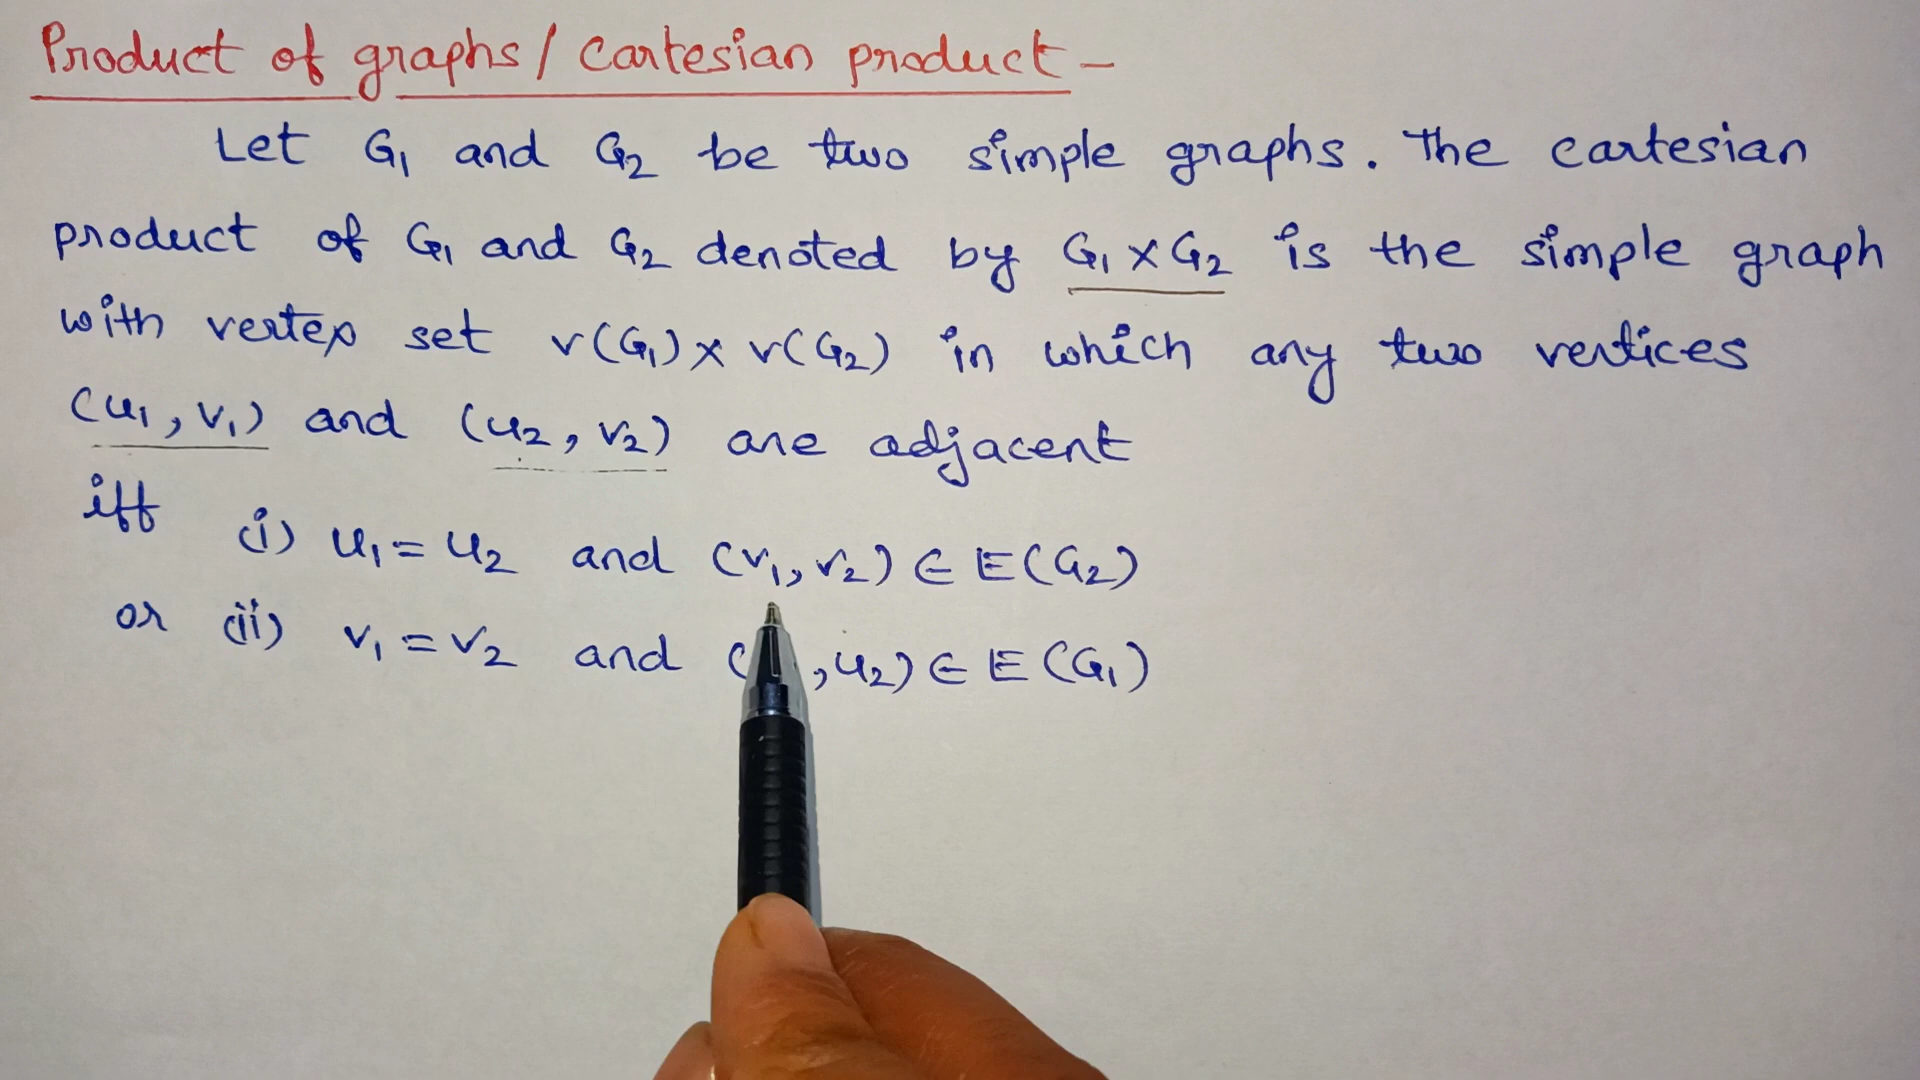 Product of graphs / Cartesian product -
Let G₁ and G₂ be two simple graphs. The cartesian
product of G₁ and G₂ denoted by G₁ × G₂ is the simple graph
with vertex set v(G₁) × v(G₂) in which any two vertices
(u₁, v₁) and (u₂, v₂) are adjacent
iff (i) u₁ = u₂ and (v₁, v₂) ∈ E(G₂)
or (ii) v₁ = v₂ and ( , u₂) ∈ E(G₁)